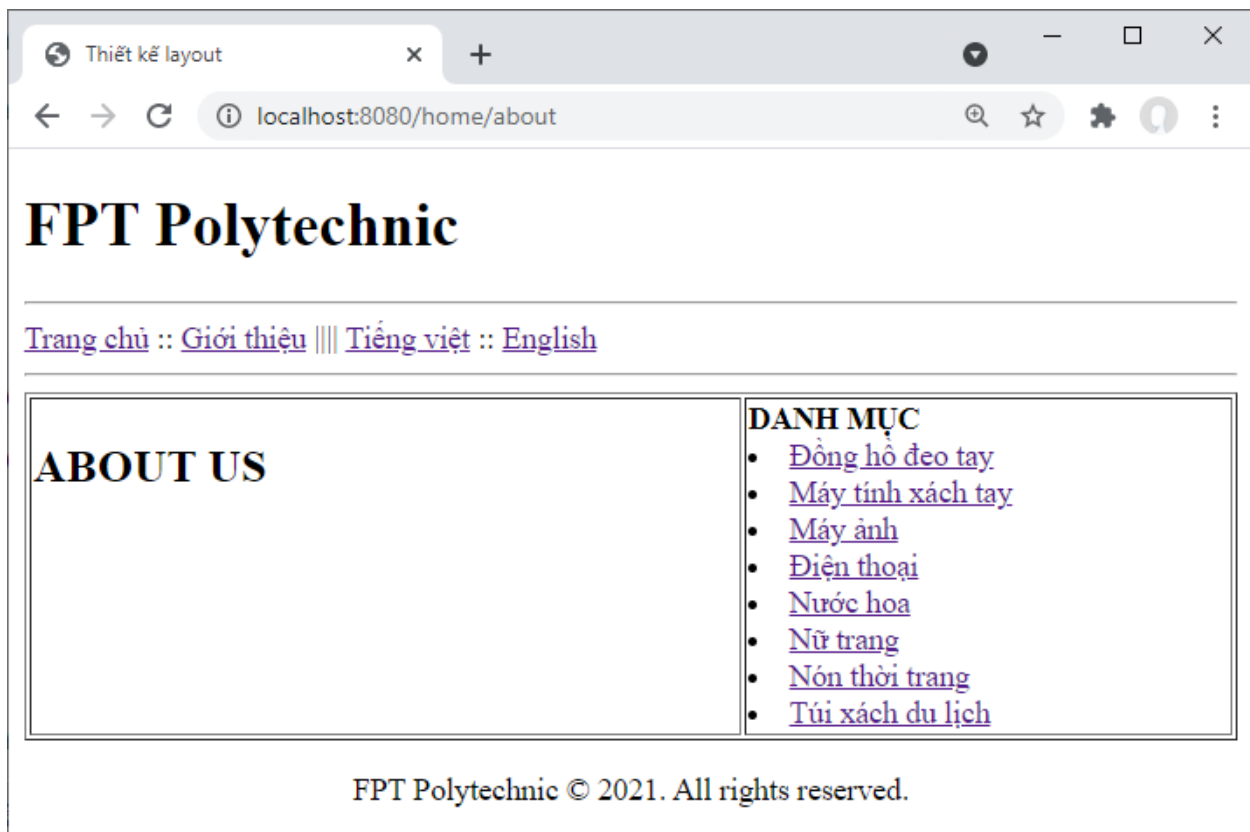 Thiết kế layout
localhost:8080/home/about
FPT Polytechnic
Trang chủ :: Giới thiệu |||| Tiếng việt :: English
ABOUT US
DANH MỤC
Đồng hồ đeo tay
Máy tính xách tay
Máy ảnh
Điện thoại
Nước hoa
Nữ trang
Nón thời trang
Túi xách du lịch
FPT Polytechnic © 2021. All rights reserved.